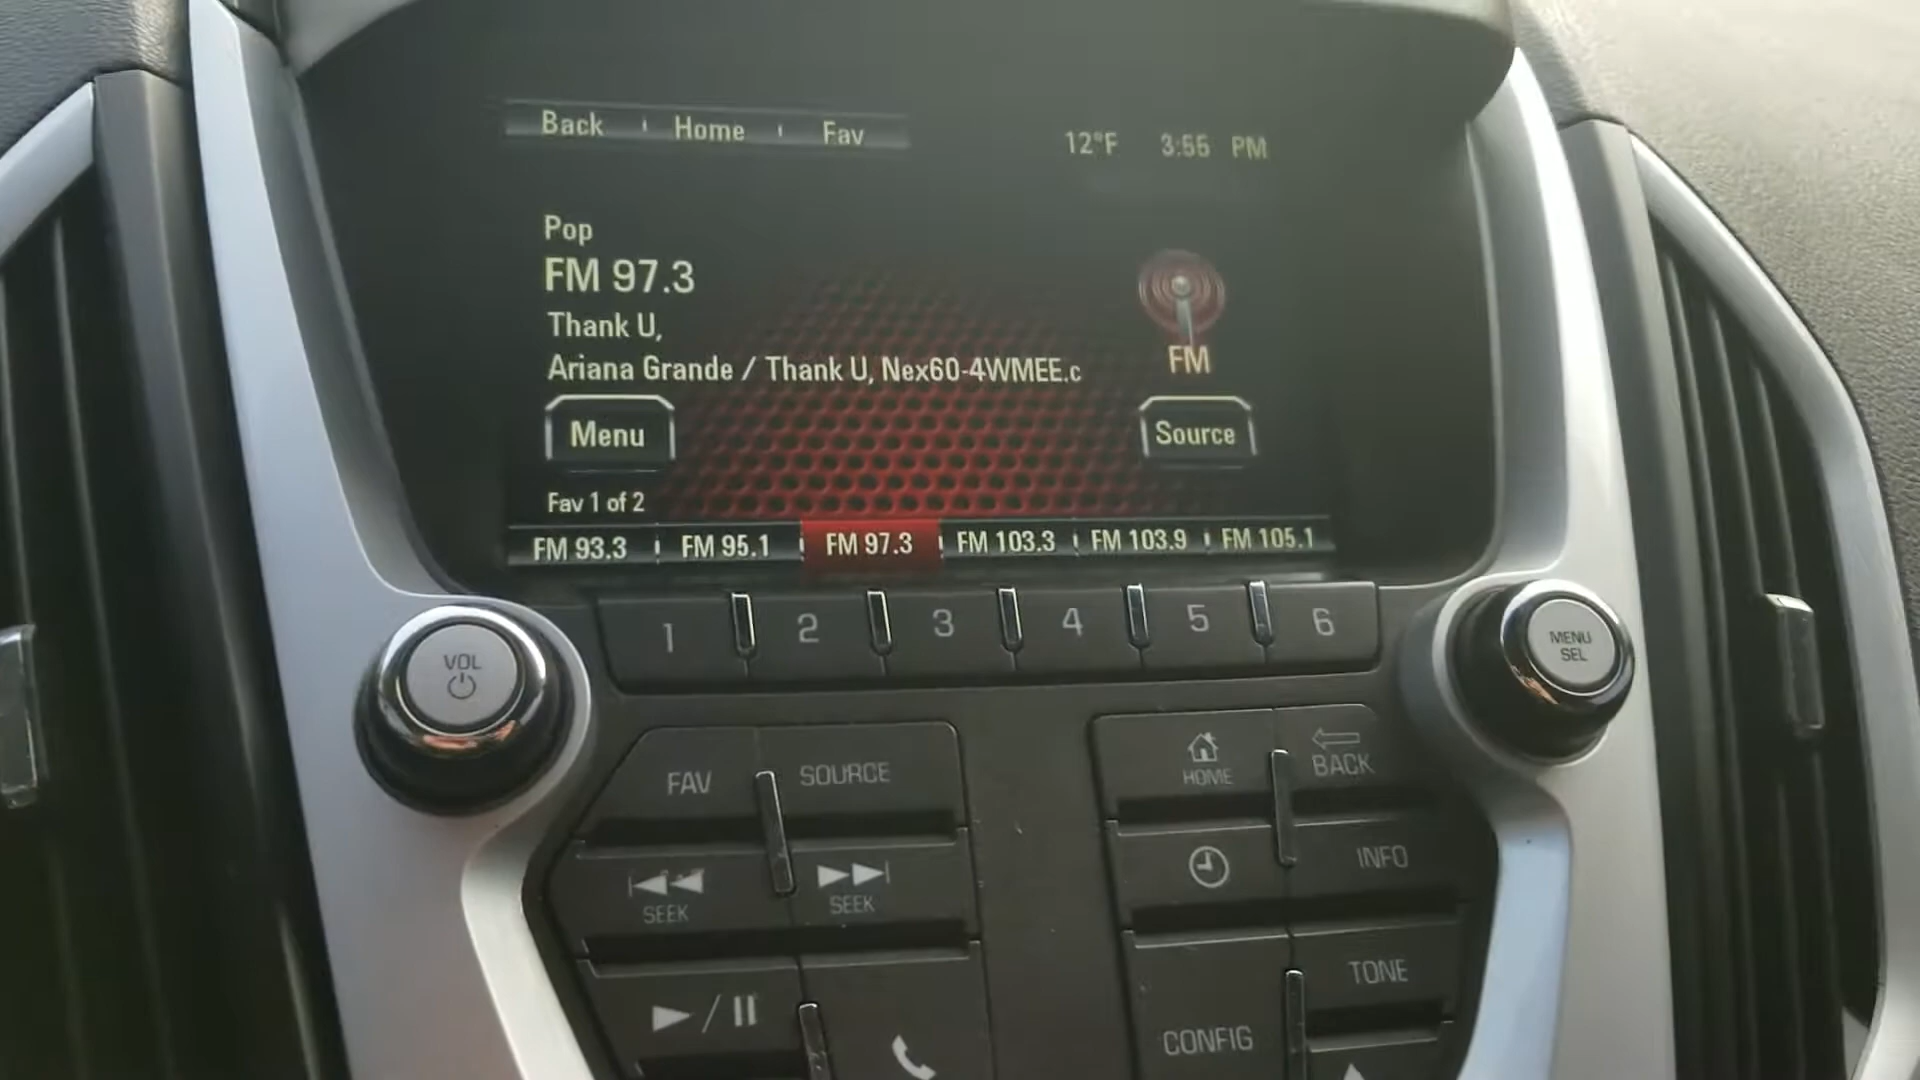 Back Home Fav
12°F 3:55 PM
Pop
FM 97.3
Thank U,
Ariana Grande / Thank U, Nex60-4WMEE.c
FM
Menu
Source
Fav 1 of 2
FM 93.3 FM 95.1 FM 97.3 FM 103.3 FM 103.9 FM 105.1
1 2 3 4 5 6
VOL
MENU
SEL
FAV SOURCE
HOME BACK
SEEK SEEK
INFO
TONE
CONFIG